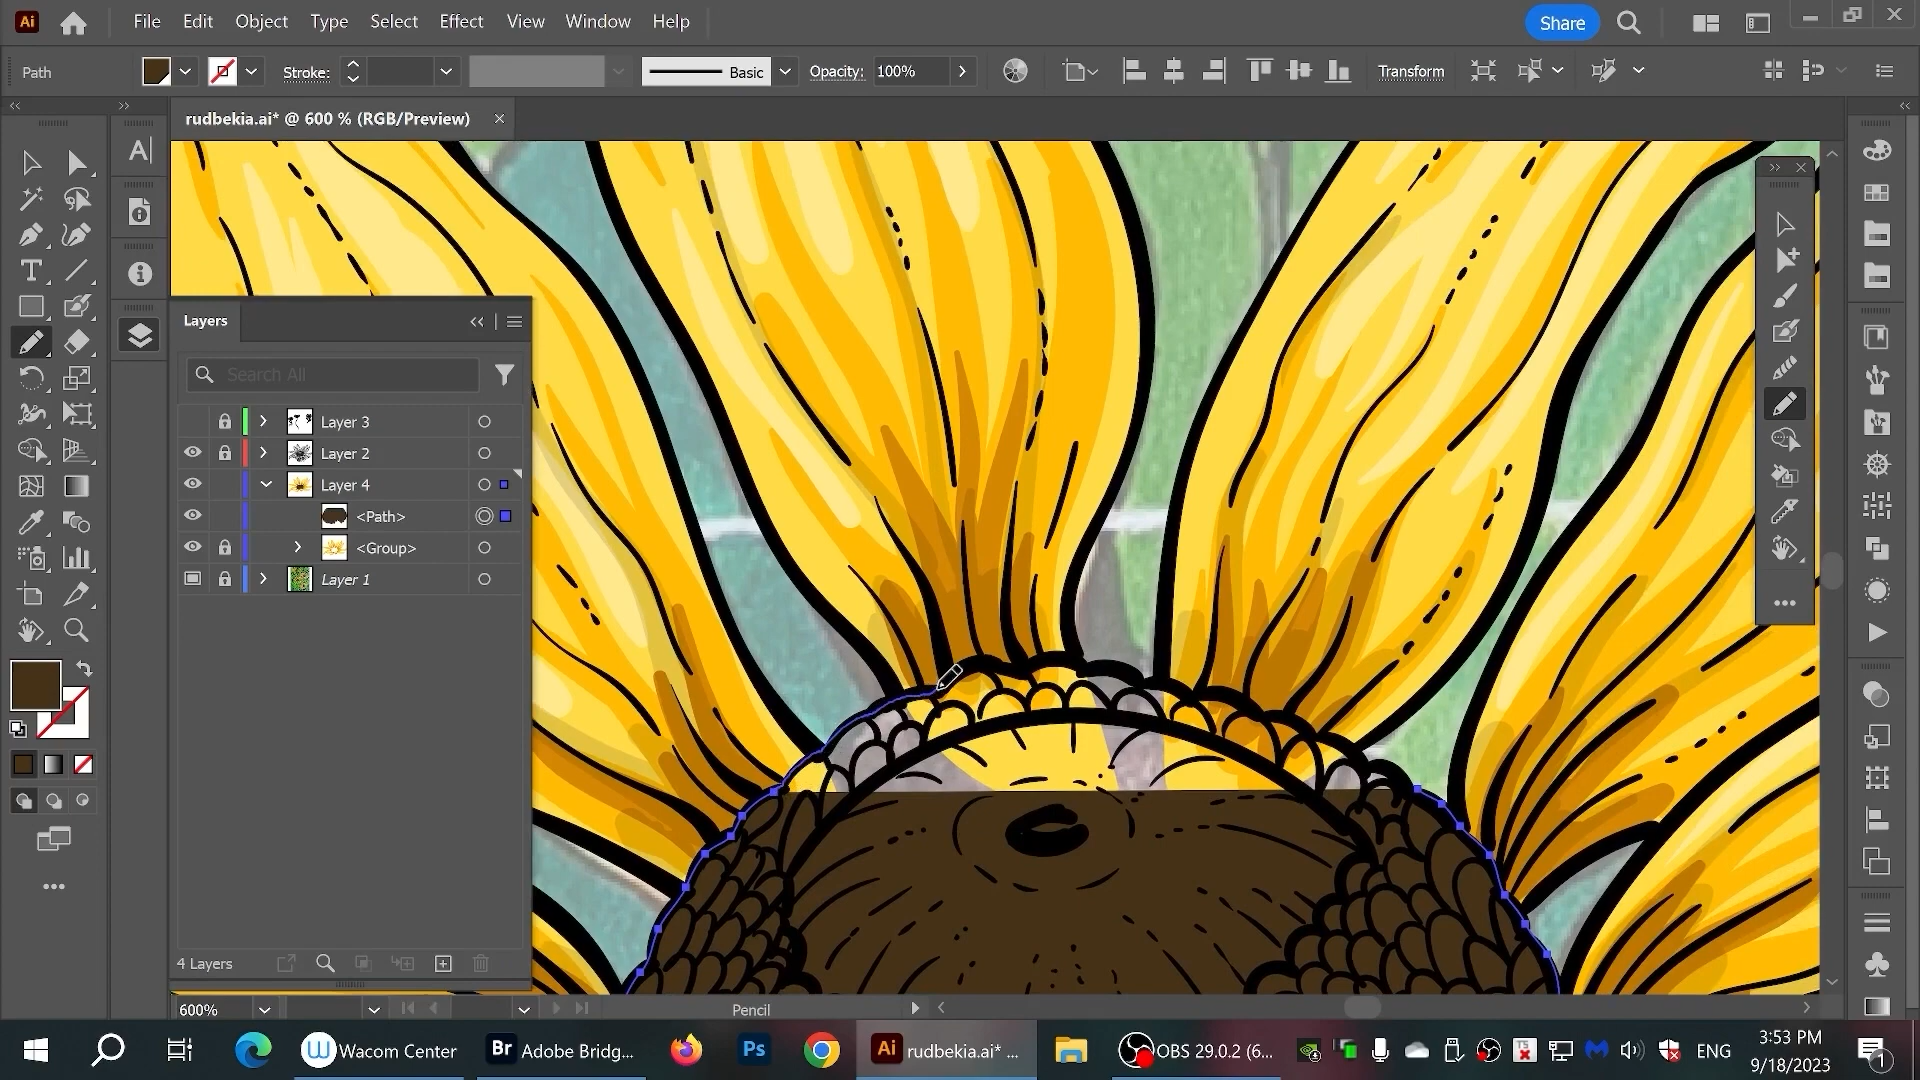 Ai File Edit Object Type Select Effect View Window Help Share
Path Stroke: Basic Opacity: 100% Transform
rudbekia.ai* @ 600 % (RGB/Preview)
Layers
Search All
Layer 3
Layer 2
Layer 4
<Path>
<Group>
Layer 1
4 Layers
600% Pencil
Wacom Center Br Adobe Bridg... Ps Ai rudbekia.ai* ... OBS 29.0.2 (6... ENG 3:53 PM
9/18/2023